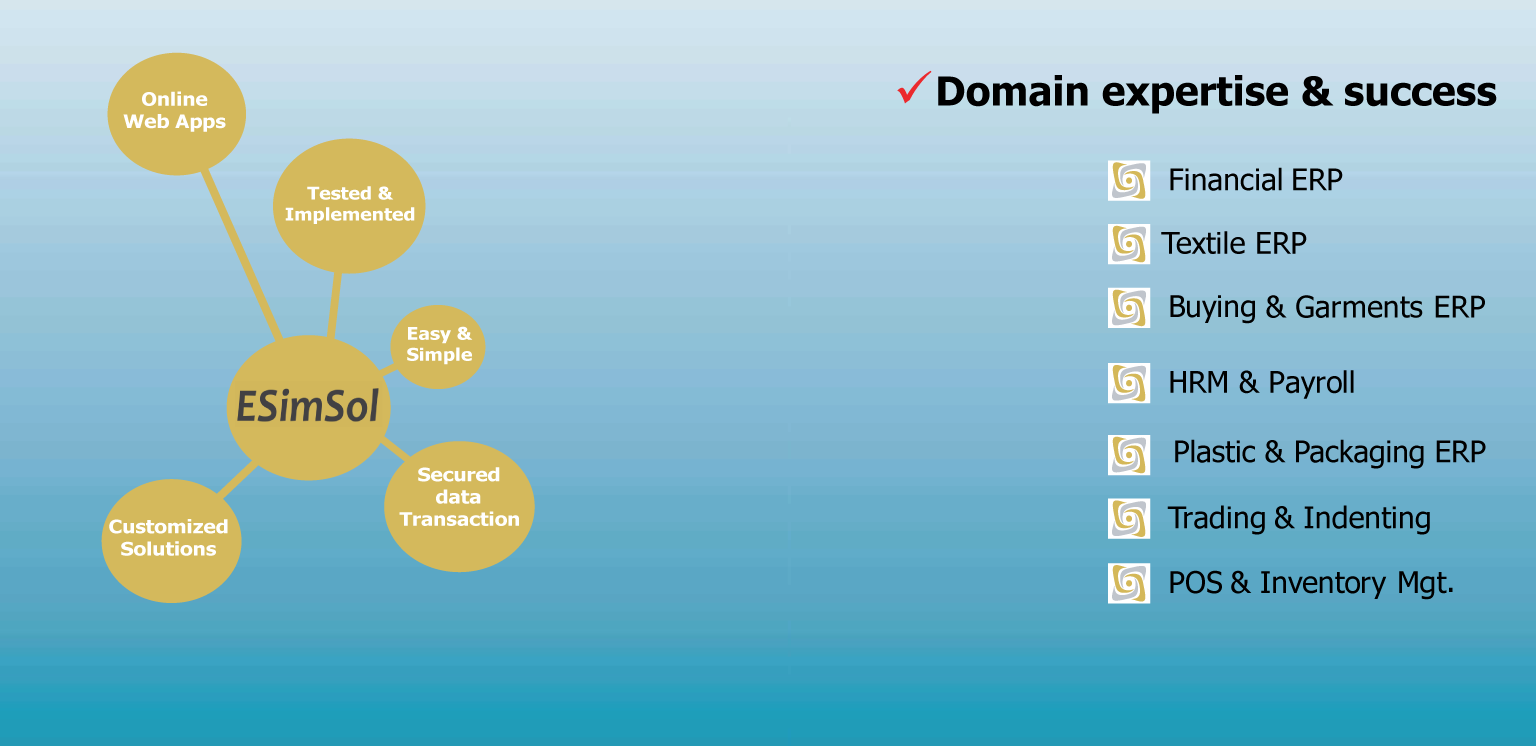 Online
Web Apps
Tested &
Implemented
Easy &
Simple
ESimSol
Secured
data
Transaction
Customized
Solutions
Domain expertise & success
Financial ERP
Textile ERP
Buying & Garments ERP
HRM & Payroll
Plastic & Packaging ERP
Trading & Indenting
POS & Inventory Mgt.